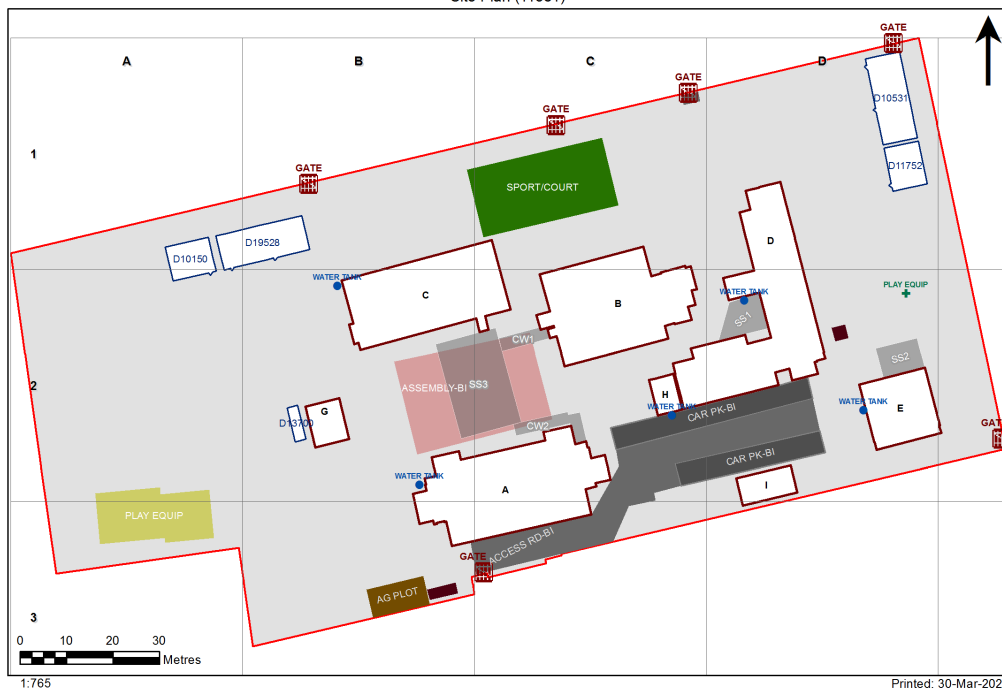 GATE
A
B
C
D
GATE
D10531
GATE
1
D11752
GATE
SPORT/COURT
D19528
D10150
D
WATER TANK
PLAY EQUIP
WATER TANK
C
B
SS1
CW1
SS2
2
ASSEMBLY-BI
SS3
H
WATER TANK
WATER TANK
E
G
CAR PK-BI
D13700
CW2
CAR PK-BI
WATER TANK
A
I
PLAY EQUIP
ACCESS RD-BI
GATE
AG PLOT
3
0 10 20 30
Metres
1:765